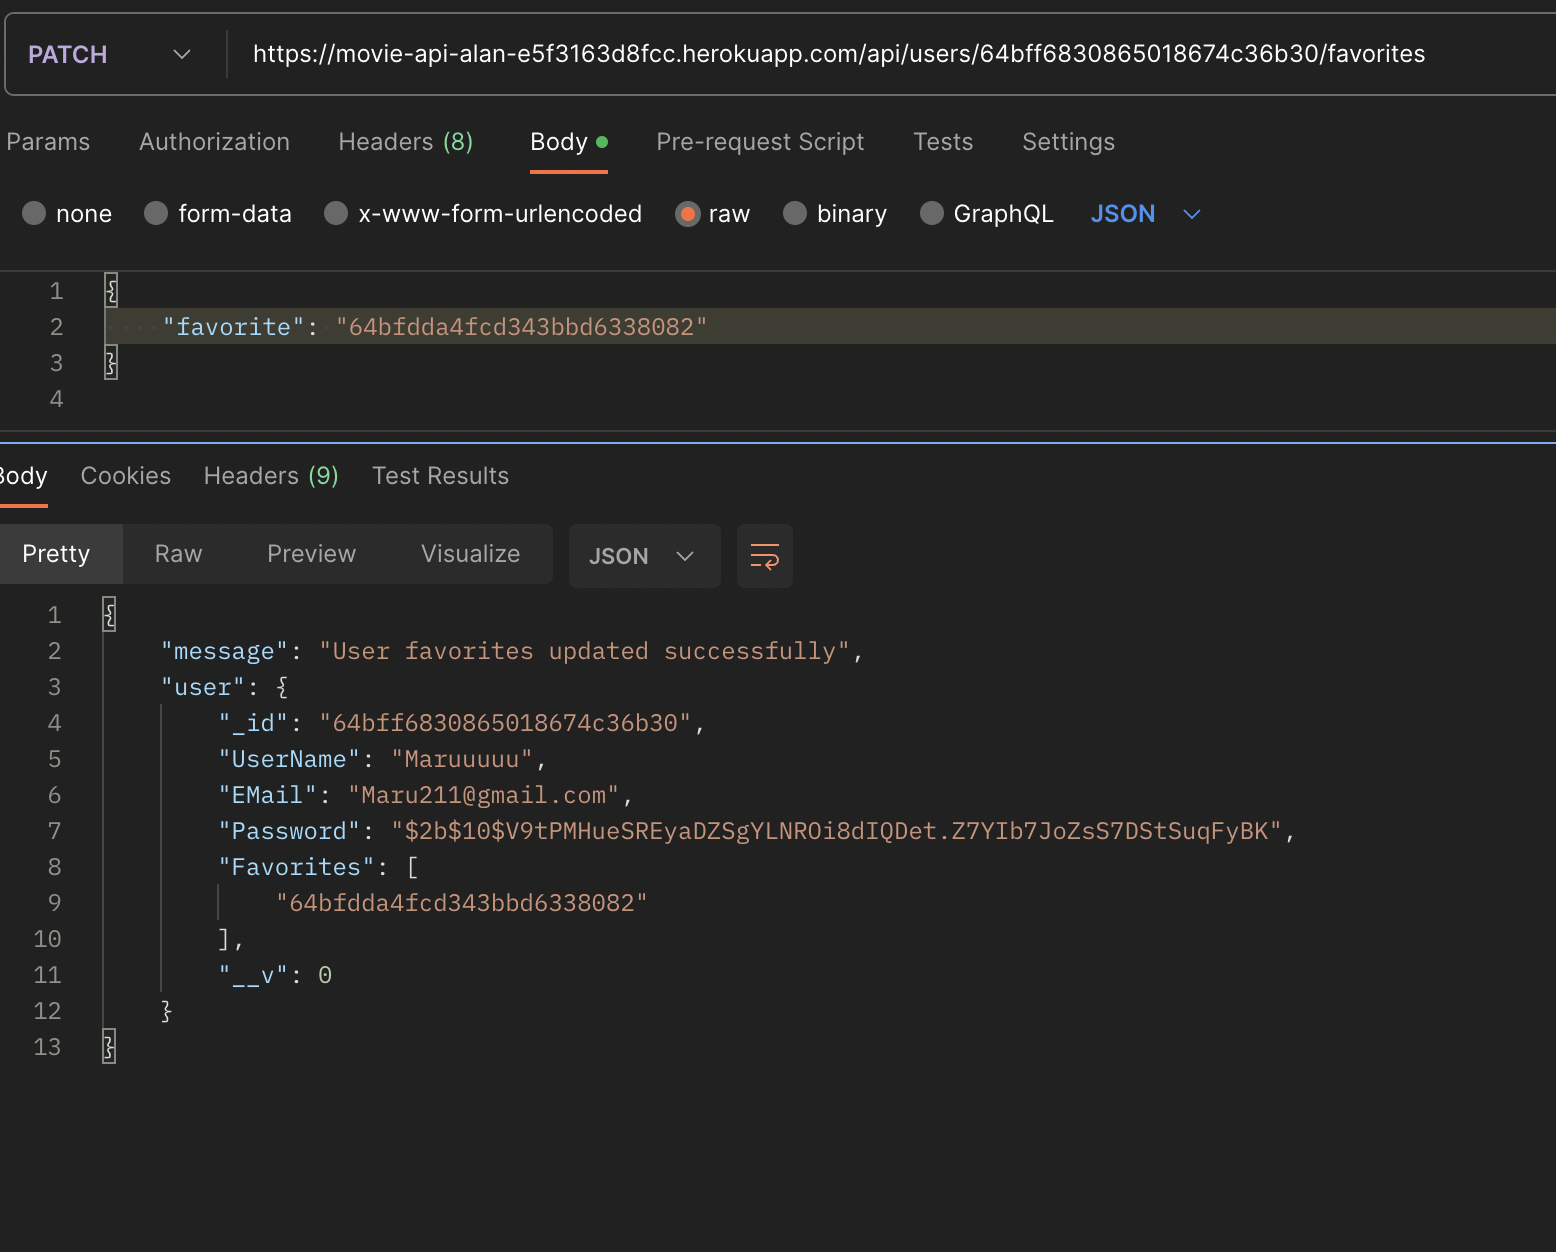 PATCH https://movie-api-alan-e5f3163d8fcc.herokuapp.com/api/users/64bff6830865018674c36b30/favorites
Params Authorization Headers (8) Body Pre-request Script Tests Settings
none form-data x-www-form-urlencoded raw binary GraphQL JSON
1 {
2 "favorite": "64bfdda4fcd343bbd6338082"
3 }
4
Body Cookies Headers (9) Test Results
Pretty Raw Preview Visualize JSON
1 {
2 "message": "User favorites updated successfully",
3 "user": {
4 "_id": "64bff6830865018674c36b30",
5 "UserName": "Maruuuuu",
6 "EMail": "Maru211@gmail.com",
7 "Password": "$2b$10$V9tPMHueSREyaDZSgYLNROi8dIQDet.Z7YIb7JoZsS7DStSuqFyBK",
8 "Favorites": [
9 "64bfdda4fcd343bbd6338082"
10 ],
11 "__v": 0
12 }
13 }